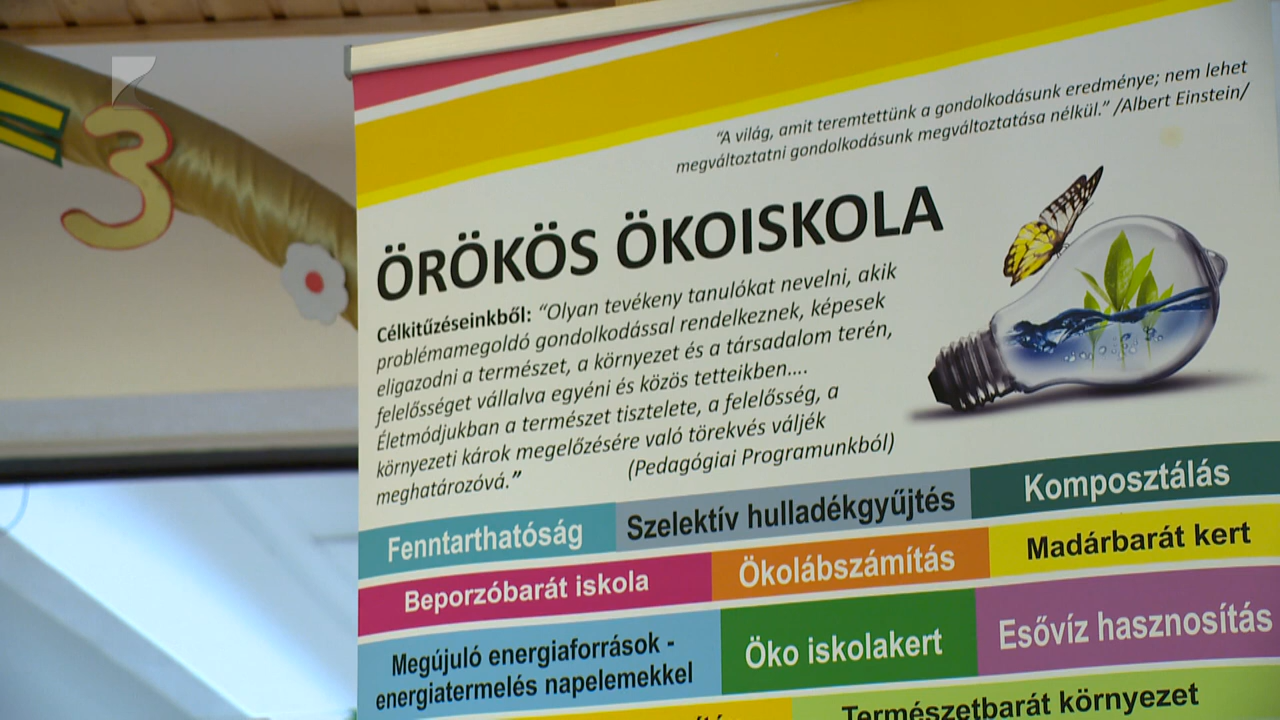 3
“A világ, amit teremtettünk a gondolkodásunk eredménye; nem lehet
megváltoztatni gondolkodásunk megváltoztatása nélkül.” /Albert Einstein/
ÖRÖKÖS ÖKOISKOLA
Célkitűzéseinkből: “Olyan tevékeny tanulókat nevelni, akik
problémamegoldó gondolkodással rendelkeznek, képesek
eligazodni a természet, a környezet és a társadalom terén,
felelősséget vállalva egyéni és közös tetteikben....
Életmódjukban a természet tisztelete, a felelősség, a
környezeti károk megelőzésére való törekvés váljék
meghatározóvá.” (Pedagógiai Programunkból)
Fenntarthatóság Szelektív hulladékgyűjtés Komposztálás
Beporzóbarát iskola Ökolábszámítás Madárbarát kert
Megújuló energiaforrások -
energiatermelés napelemekkel
Öko iskolakert Esővíz hasznosítás
Természetbarát környezet